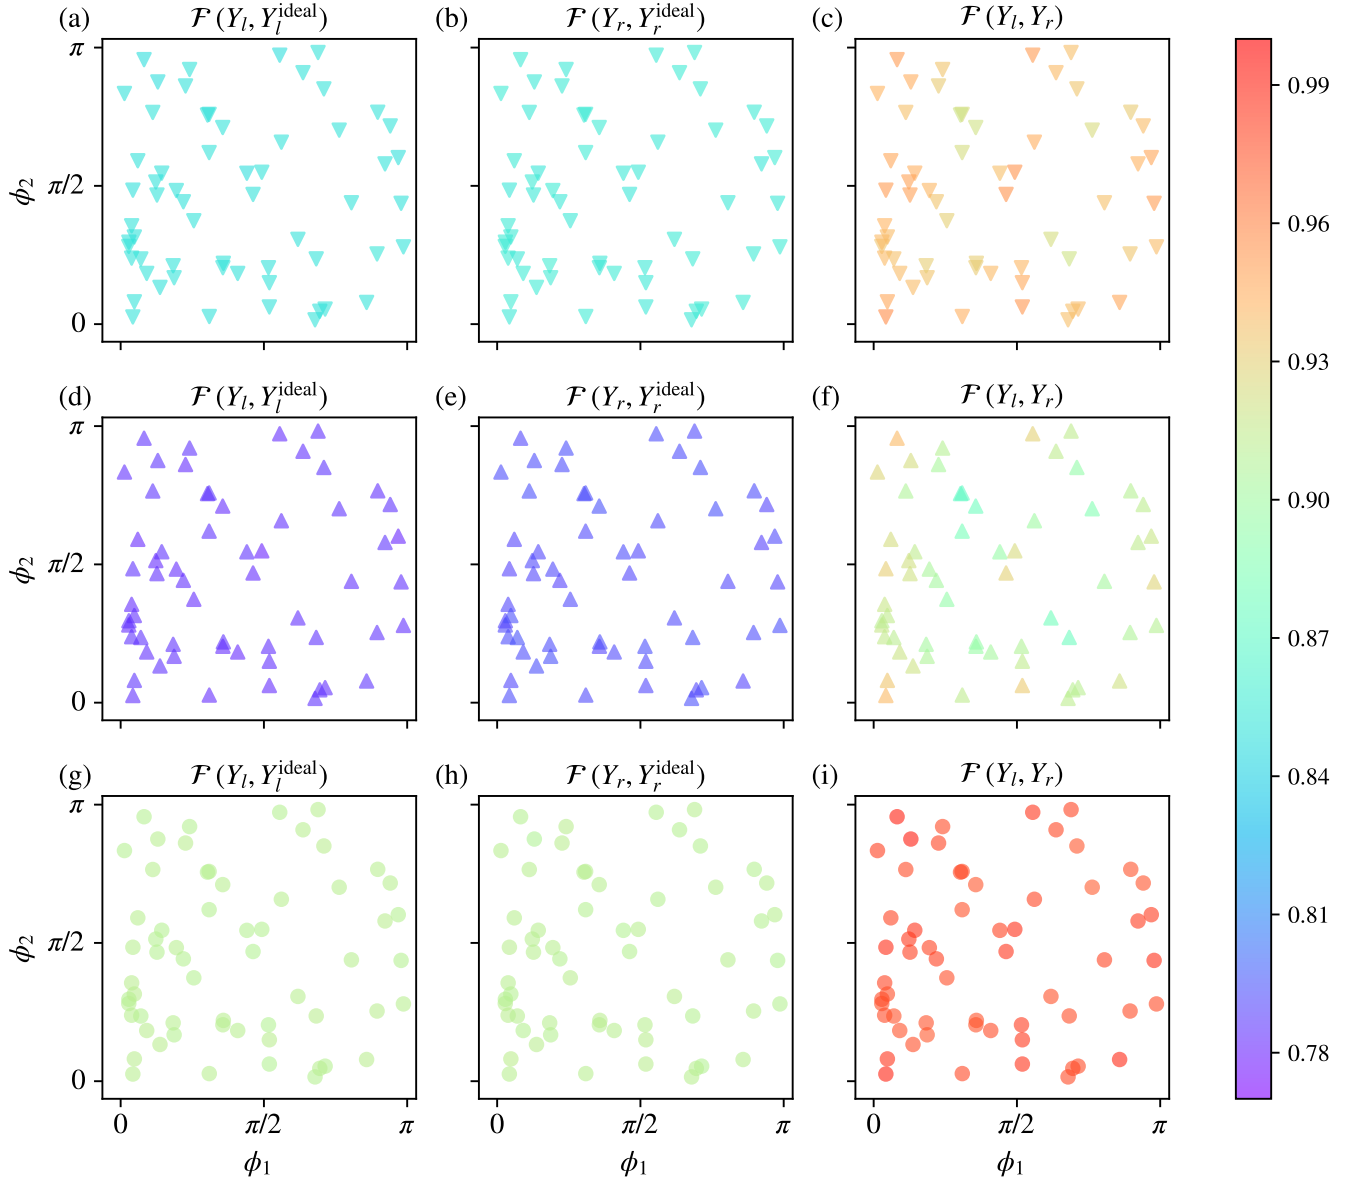 (a) ℱ (Y_l, Y_l^ideal)
(b) ℱ (Y_r, Y_r^ideal)
(c) ℱ (Y_l, Y_r)
π
π/2
0
ϕ_2
0.99
0.96
0.93
0.90
0.87
0.84
0.81
0.78
(d) ℱ (Y_l, Y_l^ideal)
(e) ℱ (Y_r, Y_r^ideal)
(f) ℱ (Y_l, Y_r)
π
π/2
0
ϕ_2
(g) ℱ (Y_l, Y_l^ideal)
(h) ℱ (Y_r, Y_r^ideal)
(i) ℱ (Y_l, Y_r)
π
π/2
0
ϕ_2
0 π/2 π
0 π/2 π
0 π/2 π
ϕ_1
ϕ_1
ϕ_1